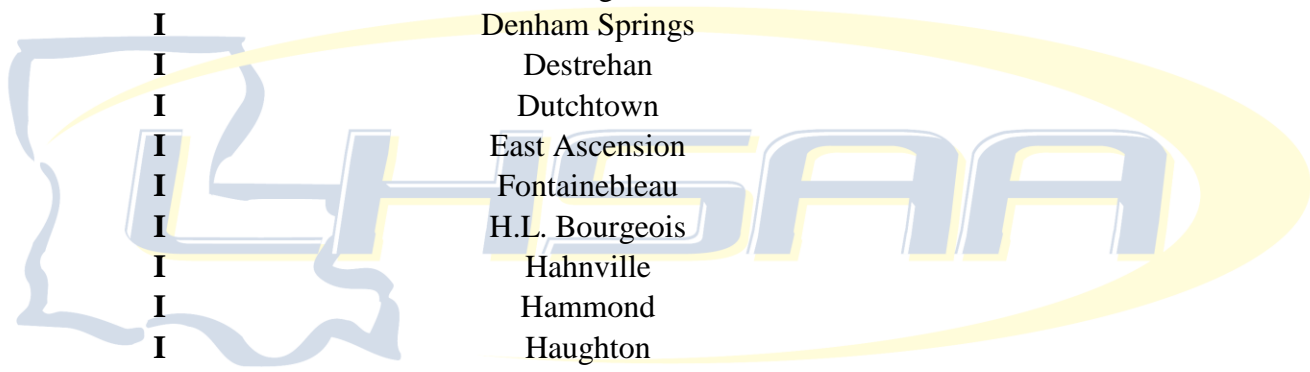 I Denham Springs
I Destrehan
I Dutchtown
I East Ascension
I Fontainebleau
LHSAA
I H.L. Bourgeois
I Hahnville
I Hammond
I Haughton